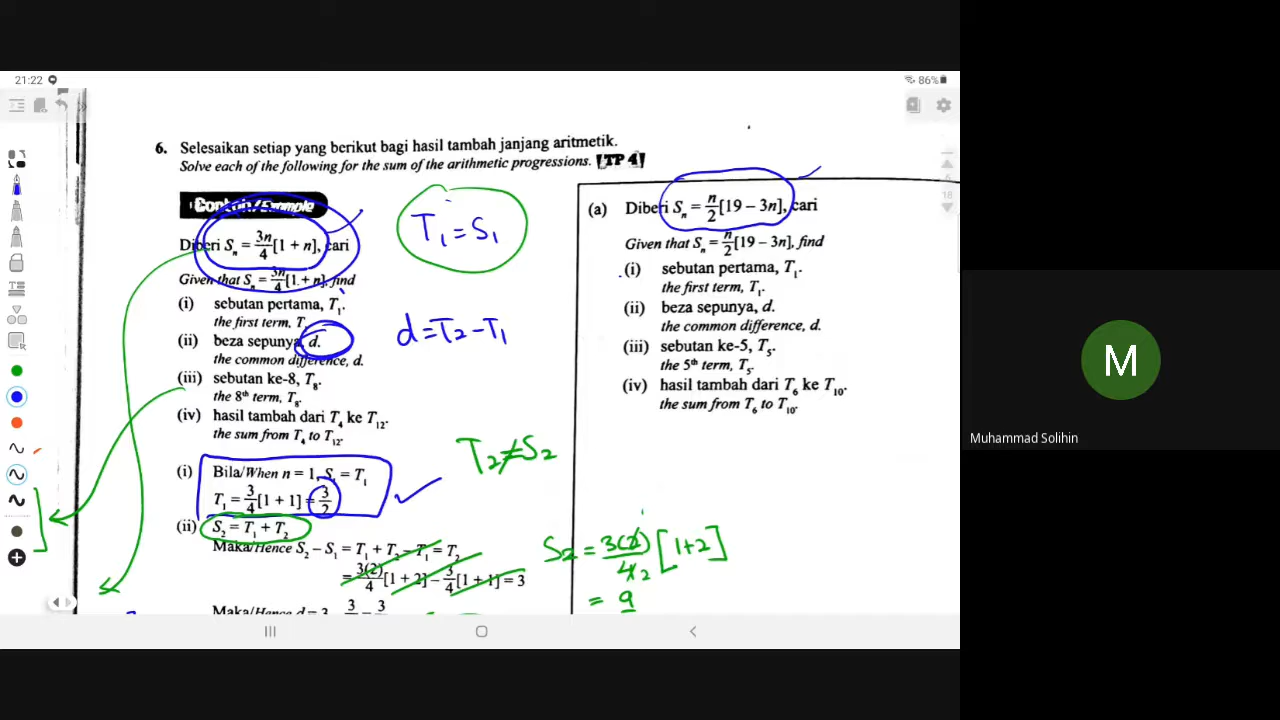 21:22
86%
6. Selesaikan setiap yang berikut bagi hasil tambah janjang aritmetik.
Solve each of the following for the sum of the arithmetic progressions. [TP 4]
Contoh/Example
Diberi Sₙ = 3n/4 [1 + n], cari
Given that Sₙ = 3n/4 [1 + n], find
(i) sebutan pertama, T₁.
the first term, T
(ii) beza sepunya, d.
the common difference, d.
(iii) sebutan ke-8, T₈.
the 8th term, T₈.
(iv) hasil tambah dari T₄ ke T₁₂.
the sum from T₄ to T₁₂.
T₁ = S₁
d = T₂ − T₁
T₂ ≠ S₂
(i) Bila/When n = 1, S₁ = T₁
T₁ = 3/4 [1 + 1] = 3/2
(ii) S₂ = T₁ + T₂
Maka/Hence S₂ − S₁ = T₁ + T₂ − T₁ = T₂
= 3(2)/4 [1 + 2] − 3/4 [1 + 1] = 3
Maka/Hence d = 3
S₂ = 3(2)/4 2 [1+2]
= 9
(a) Diberi Sₙ = n/2 [19 − 3n], cari
Given that Sₙ = n/2 [19 − 3n], find
(i) sebutan pertama, T₁.
the first term, T₁.
(ii) beza sepunya, d.
the common difference, d.
(iii) sebutan ke-5, T₅.
the 5th term, T₅.
(iv) hasil tambah dari T₆ ke T₁₀.
the sum from T₆ to T₁₀.
M
Muhammad Solihin